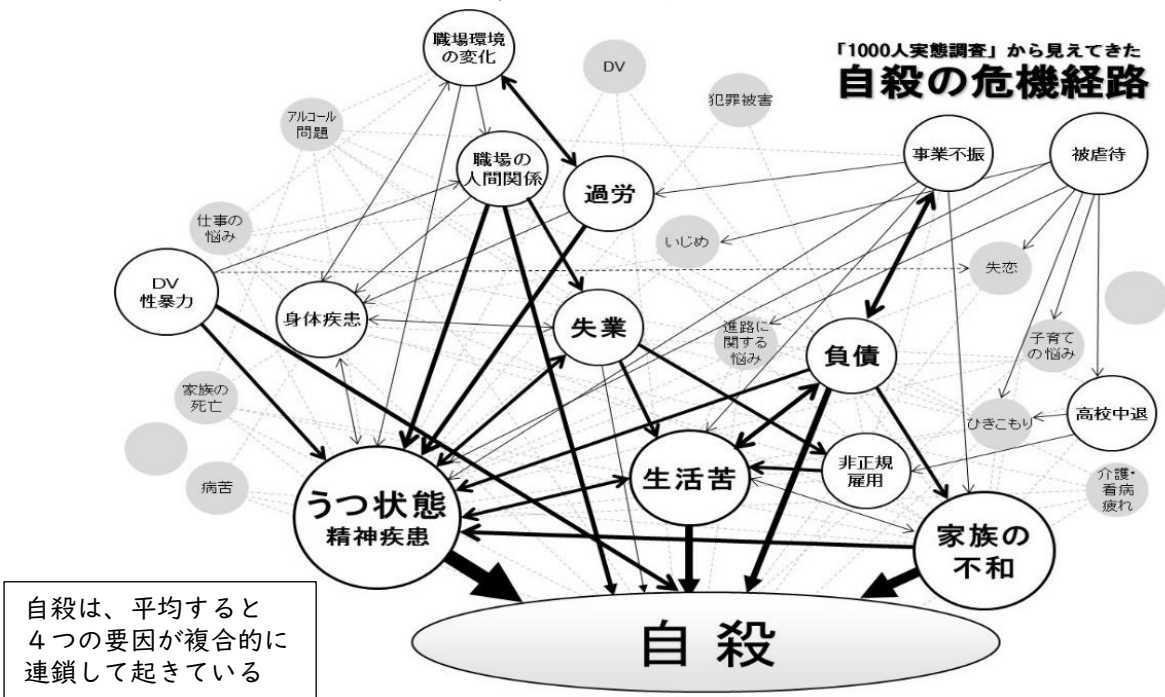 「1000人実態調査」から見えてきた
自殺の危機経路
職場環境
の変化
DV
犯罪被害
アルコール
問題
職場の
人間関係
過労
事業不振
被虐待
仕事の
悩み
いじめ
失恋
DV
性暴力
身体疾患
失業
進路に
関する
悩み
負債
子育て
の悩み
家族の
死亡
ひきこもり
高校中退
病苦
うつ状態
精神疾患
生活苦
非正規
雇用
介護・
看病
疲れ
家族の
不和
自殺
自殺は、平均すると
4つの要因が複合的に
連鎖して起きている